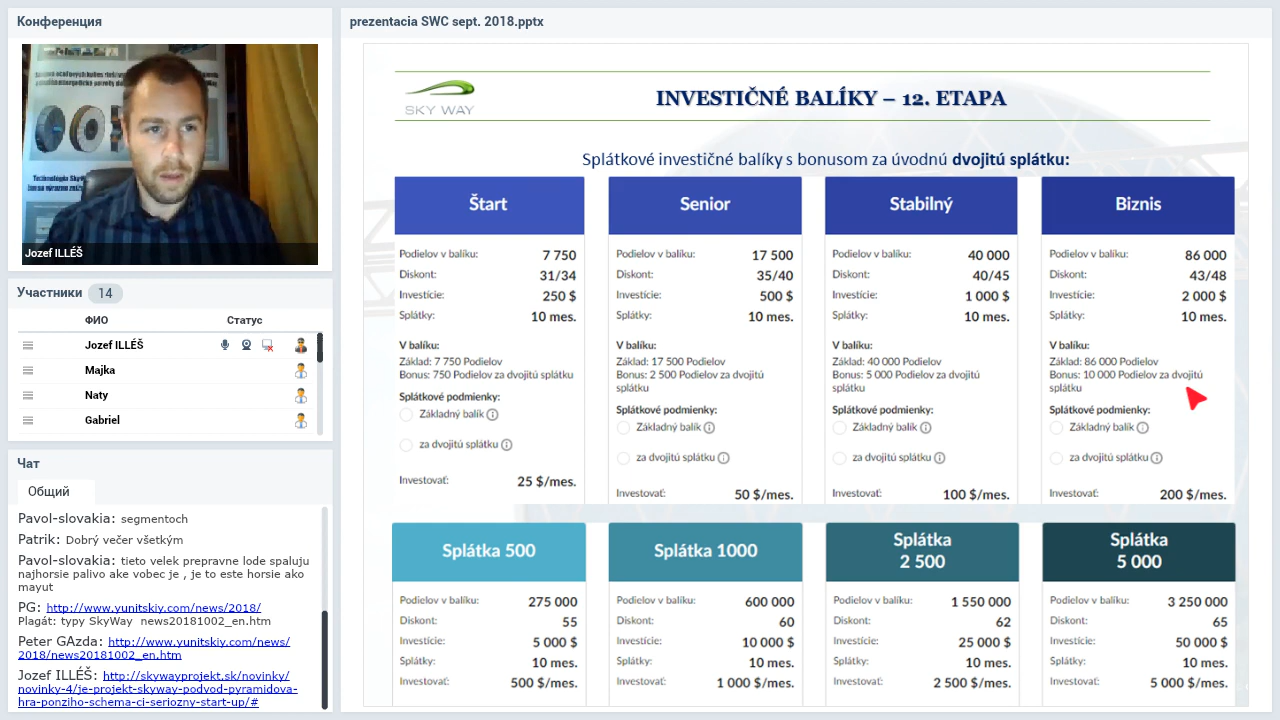 Конференция
Jozef ILLÉŠ
Участники 14
ФИО Статус
Jozef ILLÉŠ
Majka
Naty
Gabriel
Чат
Общий
Pavol-slovakia: segmentoch
Patrik: Dobrý večer všetkým
Pavol-slovakia: tieto velek prepravne lode spaluju
najhorsie palivo ake vobec je , je to este horsie ako
mayut
PG: http://www.yunitskiy.com/news/2018/
Plagát: typy SkyWay news20181002_en.htm
Peter GAzda: http://www.yunitskiy.com/news/
2018/news20181002_en.htm
Jozef ILLÉŠ: http://skywayprojekt.sk/novinky/
novinky-4/je-projekt-skyway-podvod-pyramidova-
hra-ponziho-schema-ci-seriozny-start-up/#
prezentacia SWC sept. 2018.pptx
SKY WAY
INVESTIČNÉ BALÍKY – 12. ETAPA
Splátkové investičné balíky s bonusom za úvodnú dvojitú splátku:
Štart
Podielov v balíku: 7 750
Diskont: 31/34
Investície: 250 $
Splátky: 10 mes.
V balíku:
Základ: 7 750 Podielov
Bonus: 750 Podielov za dvojitú splátku
Splátkové podmienky:
Základný balík
za dvojitú splátku
Investovať: 25 $/mes.
Senior
Podielov v balíku: 17 500
Diskont: 35/40
Investície: 500 $
Splátky: 10 mes.
V balíku:
Základ: 17 500 Podielov
Bonus: 2 500 Podielov za dvojitú
splátku
Splátkové podmienky:
Základný balík
za dvojitú splátku
Investovať: 50 $/mes.
Stabilný
Podielov v balíku: 40 000
Diskont: 40/45
Investície: 1 000 $
Splátky: 10 mes.
V balíku:
Základ: 40 000 Podielov
Bonus: 5 000 Podielov za dvojitú
splátku
Splátkové podmienky:
Základný balík
za dvojitú splátku
Investovať: 100 $/mes.
Biznis
Podielov v balíku: 86 000
Diskont: 43/48
Investície: 2 000 $
Splátky: 10 mes.
V balíku:
Základ: 86 000 Podielov
Bonus: 10 000 Podielov za dvojitú
splátku
Splátkové podmienky:
Základný balík
za dvojitú splátku
Investovať: 200 $/mes.
Splátka 500
Podielov v balíku: 275 000
Diskont: 55
Investície: 5 000 $
Splátky: 10 mes.
Investovať: 500 $/mes.
Splátka 1000
Podielov v balíku: 600 000
Diskont: 60
Investície: 10 000 $
Splátky: 10 mes.
Investovať: 1 000 $/mes.
Splátka
2 500
Podielov v balíku: 1 550 000
Diskont: 62
Investície: 25 000 $
Splátky: 10 mes.
Investovať: 2 500 $/mes.
Splátka
5 000
Podielov v balíku: 3 250 000
Diskont: 65
Investície: 50 000 $
Splátky: 10 mes.
Investovať: 5 000 $/mes.